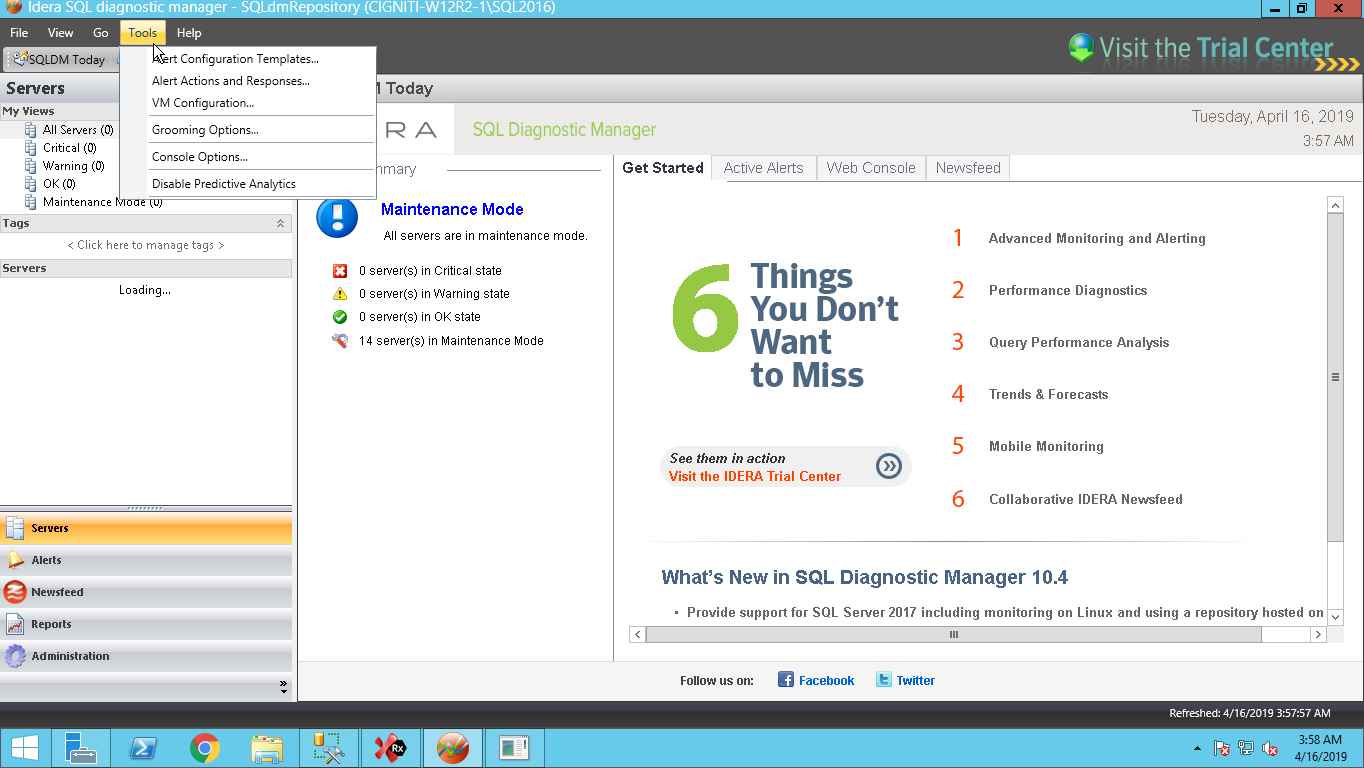 Idera SQL diagnostic manager - SQLdmRepository (CIGNITI-W12R2-1\SQL2016)
File View Go Tools Help
Visit the Trial Center
SQLDM Today
Alert Configuration Templates...
Alert Actions and Responses...
VM Configuration...
Grooming Options...
Console Options...
Disable Predictive Analytics
Servers
My Views
All Servers (0)
Critical (0)
Warning (0)
OK (0)
Maintenance Mode (0)
Tags
< Click here to manage tags >
Servers
Loading...
Servers
Alerts
Newsfeed
Reports
Administration
M Today
R A
SQL Diagnostic Manager
Tuesday, April 16, 2019
3:57 AM
mmary
Maintenance Mode
All servers are in maintenance mode.
0 server(s) in Critical state
0 server(s) in Warning state
0 server(s) in OK state
14 server(s) in Maintenance Mode
Get Started Active Alerts Web Console Newsfeed
6 Things
You Don't
Want
to Miss
See them in action
Visit the IDERA Trial Center
1 Advanced Monitoring and Alerting
2 Performance Diagnostics
3 Query Performance Analysis
4 Trends & Forecasts
5 Mobile Monitoring
6 Collaborative IDERA Newsfeed
What's New in SQL Diagnostic Manager 10.4
• Provide support for SQL Server 2017 including monitoring on Linux and using a repository hosted on
Follow us on: Facebook Twitter
Refreshed: 4/16/2019 3:57:57 AM
Rx
3:58 AM
4/16/2019